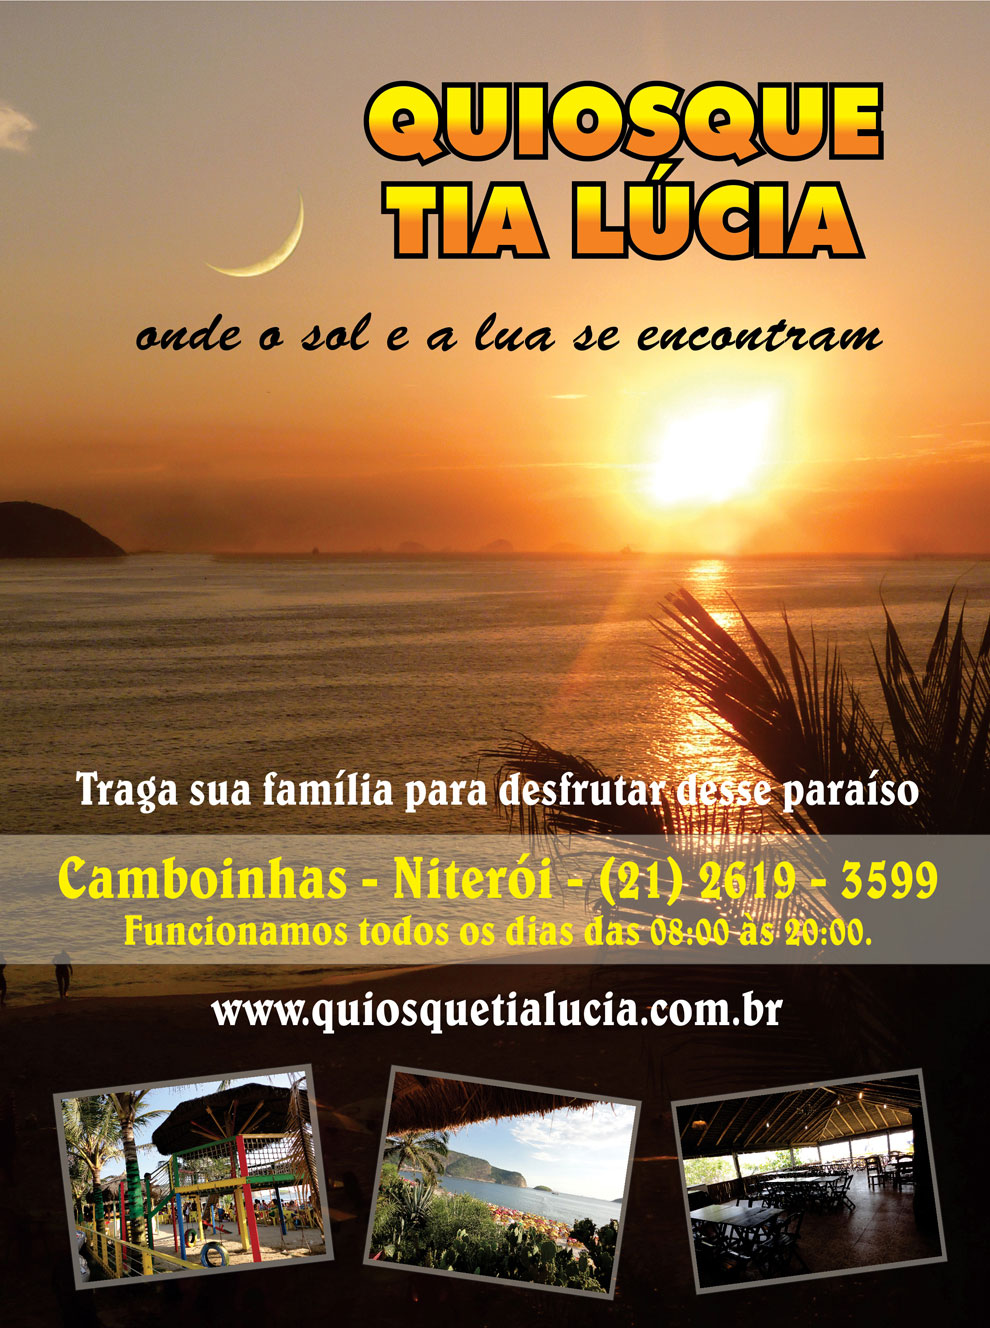 QUIOSQUE
TIA LÚCIA
onde o sol e a lua se encontram
Traga sua família para desfrutar desse paraíso
Camboinhas - Niterói - (21) 2619 - 3599
Funcionamos todos os dias das 08:00 às 20:00.
www.quiosquetialucia.com.br